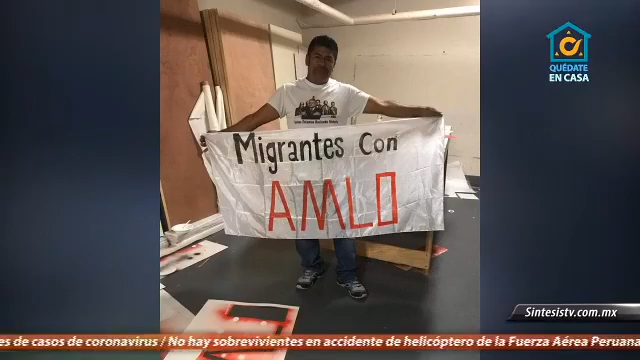 QUÉDATE
EN CASA
Migrantes Con
AMLO
Sintesistv.com.mx
es de casos de coronavirus / No hay sobrevivientes en accidente de helicóptero de la Fuerza Aérea Peruana